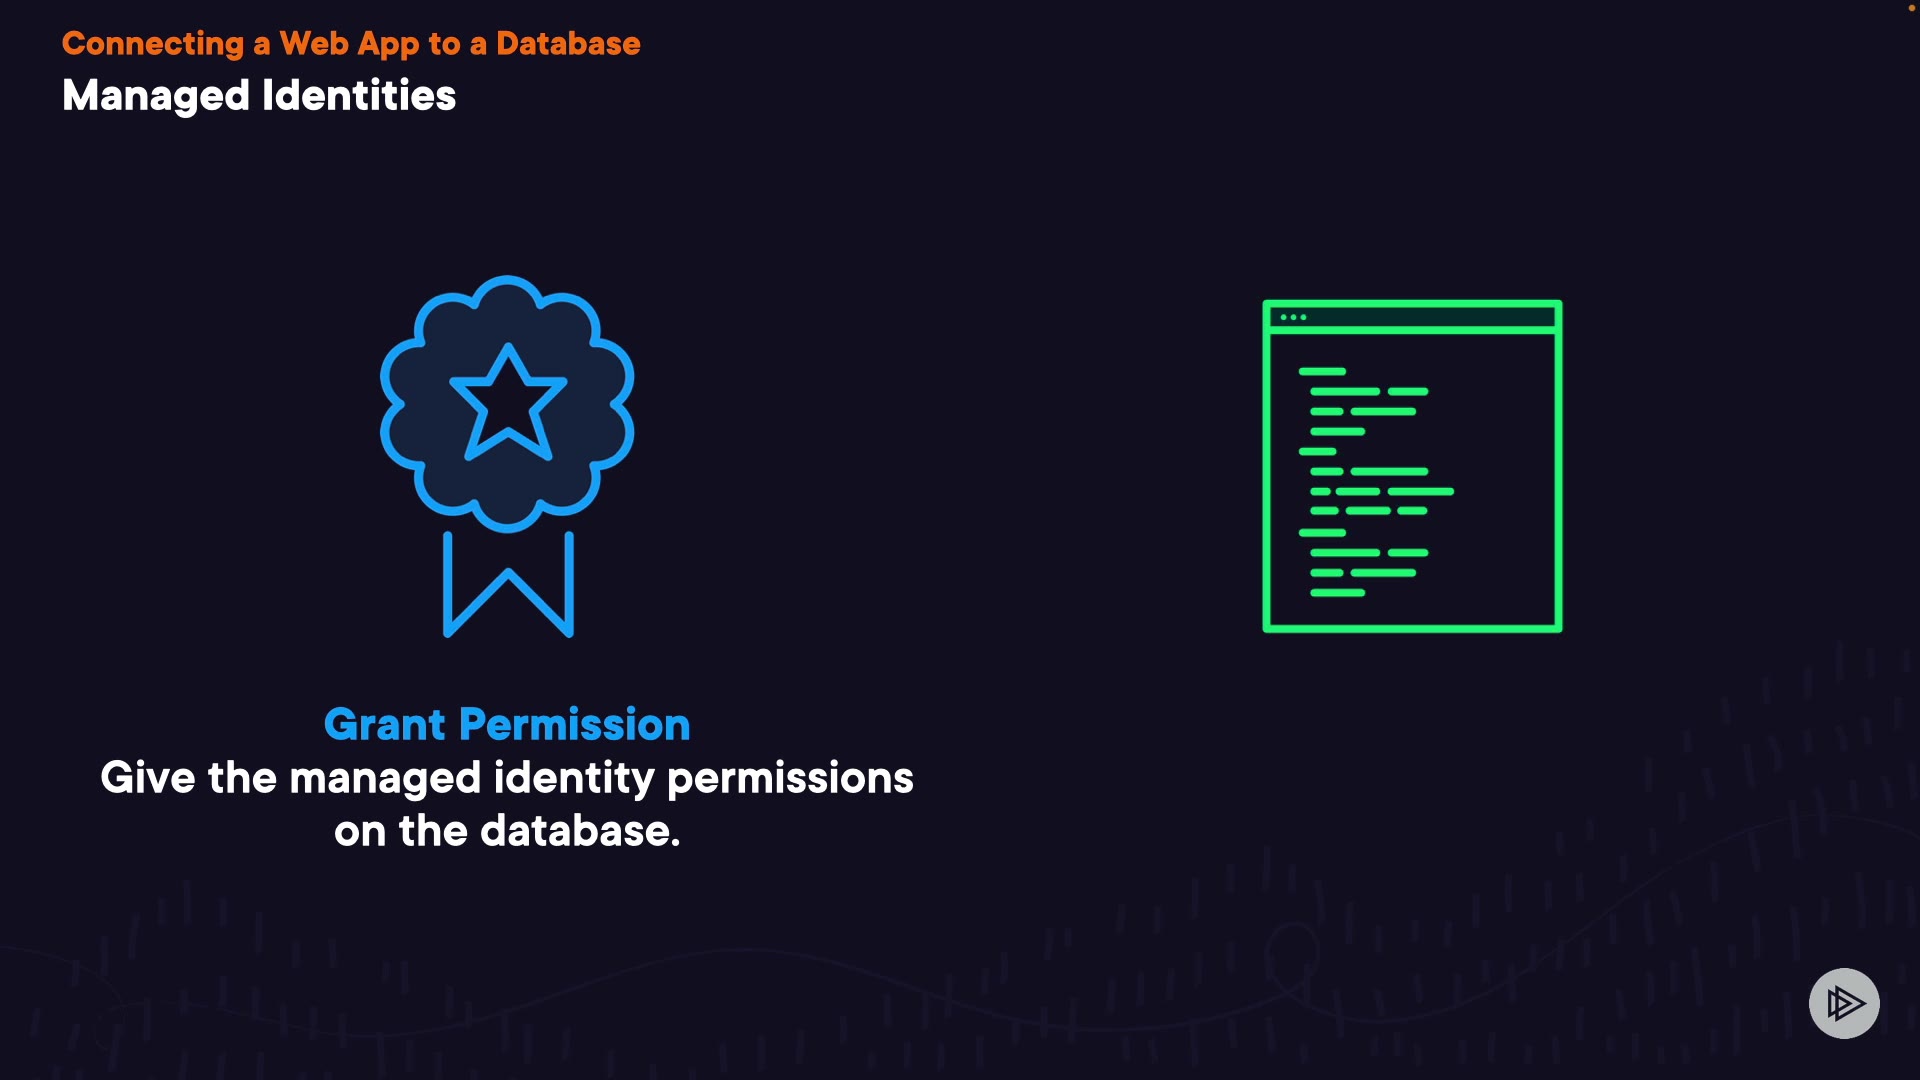 Connecting a Web App to a Database
Managed Identities
Grant Permission
Give the managed identity permissions
on the database.